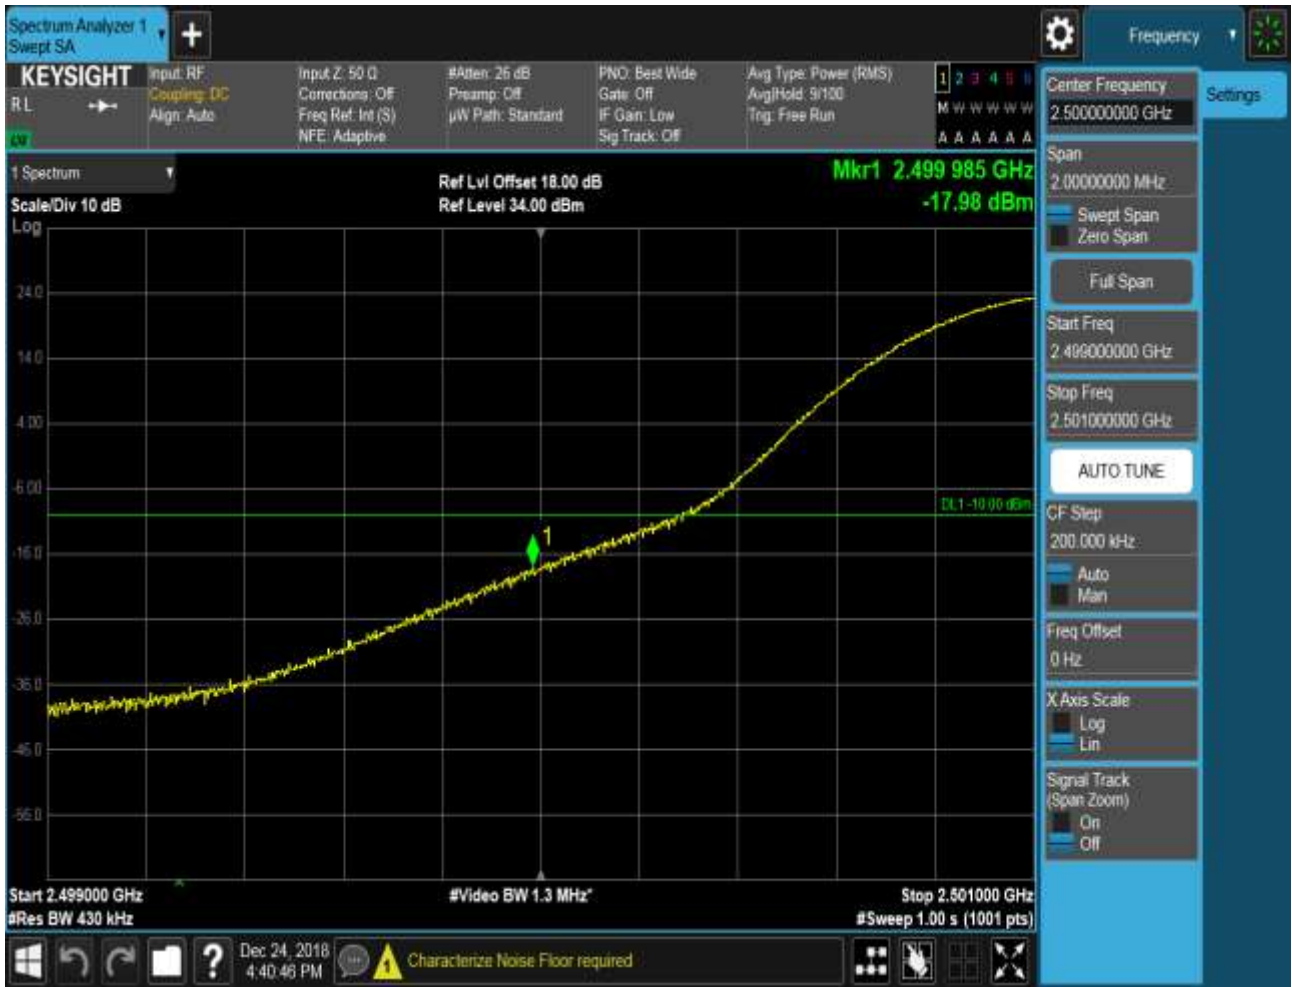 Spectrum Analyzer 1
Swept SA
+
Frequency
KEYSIGHT
R L
Input: RF
Coupling: DC
Align: Auto
Input Z: 50 Ω
Corrections: Off
Freq Ref: Int (S)
NFE: Adaptive
#Atten: 26 dB
Preamp: Off
µW Path: Standard
PNO: Best Wide
Gate: Off
IF Gain: Low
Sig Track: Off
Avg Type: Power (RMS)
Avg|Hold: 9/100
Trig: Free Run
1 2 3 4 5 6
M W W W W W
A A A A A A
1 Spectrum
Scale/Div 10 dB
Log
Ref Lvl Offset 18.00 dB
Ref Level 34.00 dBm
Mkr1 2.499 985 GHz
-17.98 dBm
24.0
14.0
4.00
-6.00
-16.0
-26.0
-36.0
-46.0
-56.0
DL1 -10.00 dBm
1
Start 2.499000 GHz
#Res BW 430 kHz
#Video BW 1.3 MHz*
Stop 2.501000 GHz
#Sweep 1.00 s (1001 pts)
Center Frequency
2.500000000 GHz
Settings
Span
2.00000000 MHz
Swept Span
Zero Span
Full Span
Start Freq
2.499000000 GHz
Stop Freq
2.501000000 GHz
AUTO TUNE
CF Step
200.000 kHz
Auto
Man
Freq Offset
0 Hz
X Axis Scale
Log
Lin
Signal Track
(Span Zoom)
On
Off
?
Dec 24, 2018
4:40:46 PM
1
Characterize Noise Floor required